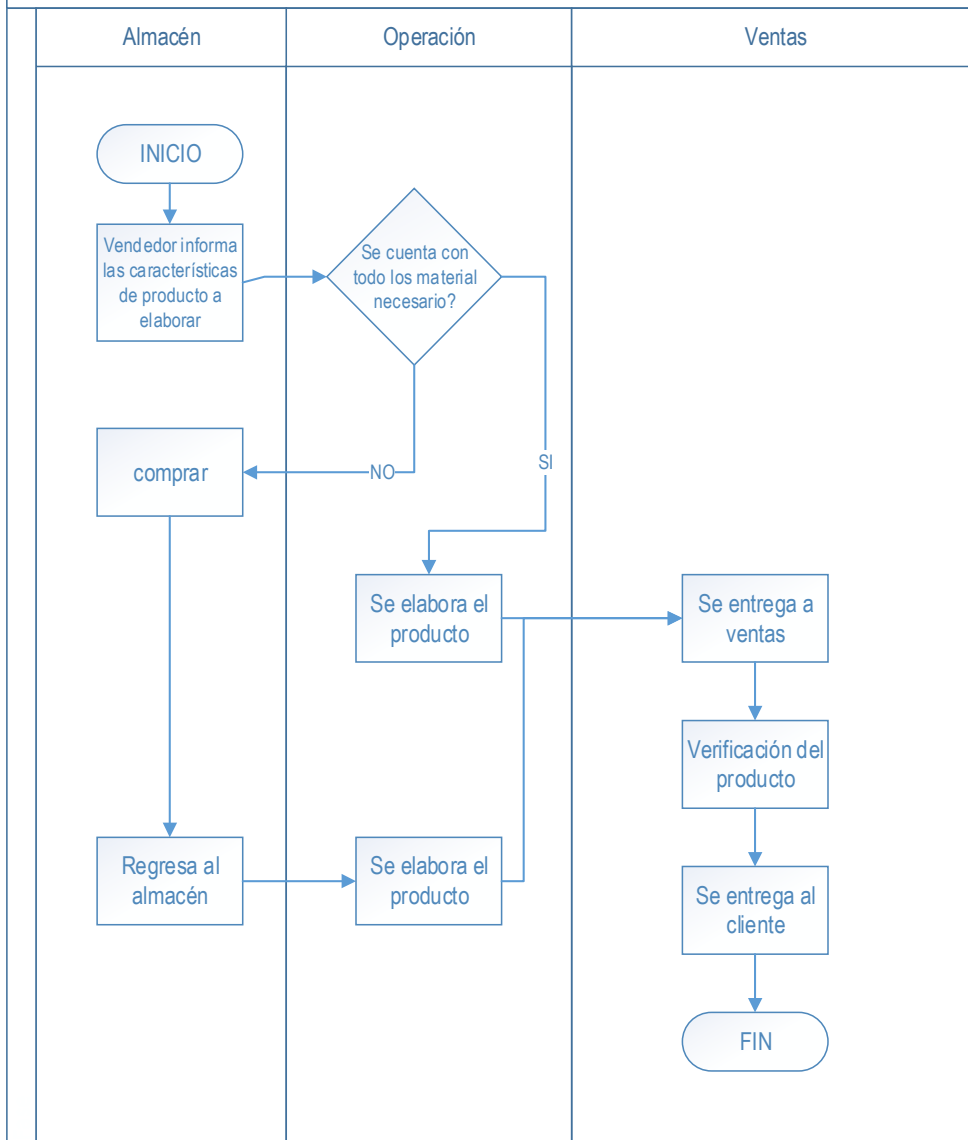 Almacén
Operación
Ventas
INICIO
Vendedor informa
las características
de producto a
elaborar
Se cuenta con
todo los material
necesario?
comprar
NO
SI
Se elabora el
producto
Se entrega a
ventas
Verificación del
producto
Regresa al
almacén
Se elabora el
producto
Se entrega al
cliente
FIN